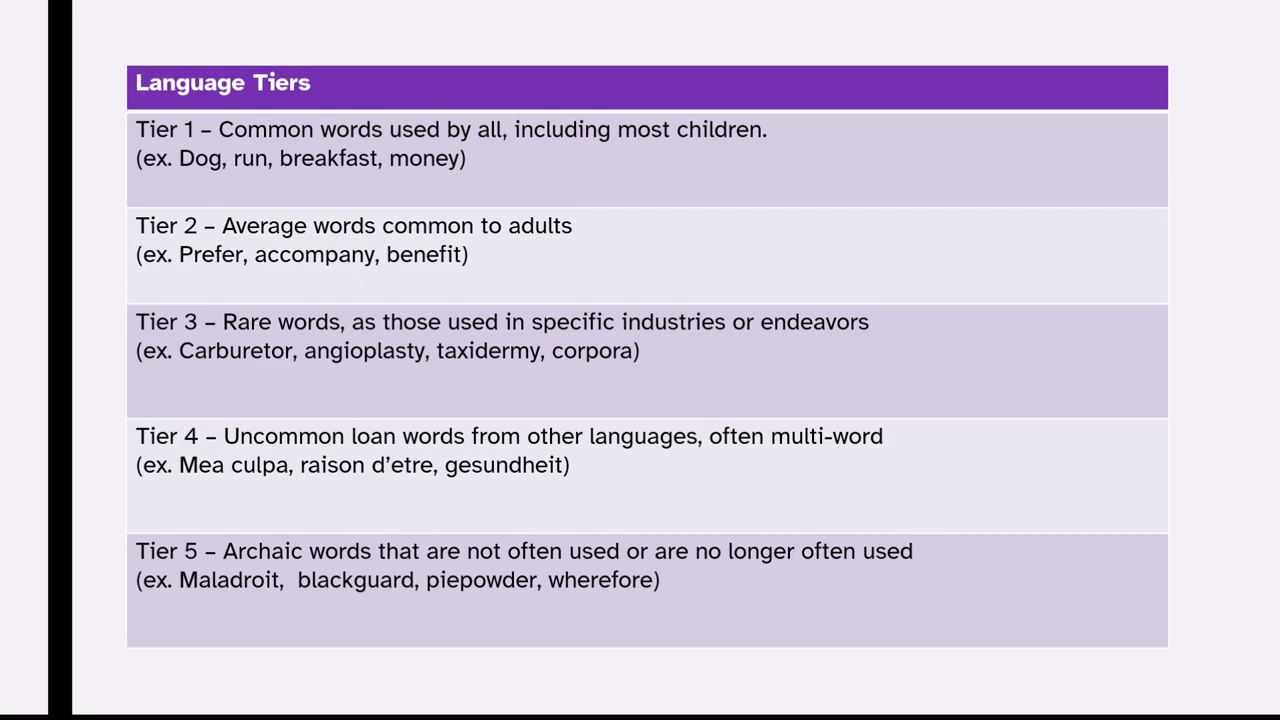 Language Tiers
Tier 1 – Common words used by all, including most children.
(ex. Dog, run, breakfast, money)
Tier 2 – Average words common to adults
(ex. Prefer, accompany, benefit)
Tier 3 – Rare words, as those used in specific industries or endeavors
(ex. Carburetor, angioplasty, taxidermy, corpora)
Tier 4 – Uncommon loan words from other languages, often multi-word
(ex. Mea culpa, raison d’etre, gesundheit)
Tier 5 – Archaic words that are not often used or are no longer often used
(ex. Maladroit,  blackguard, piepowder, wherefore)